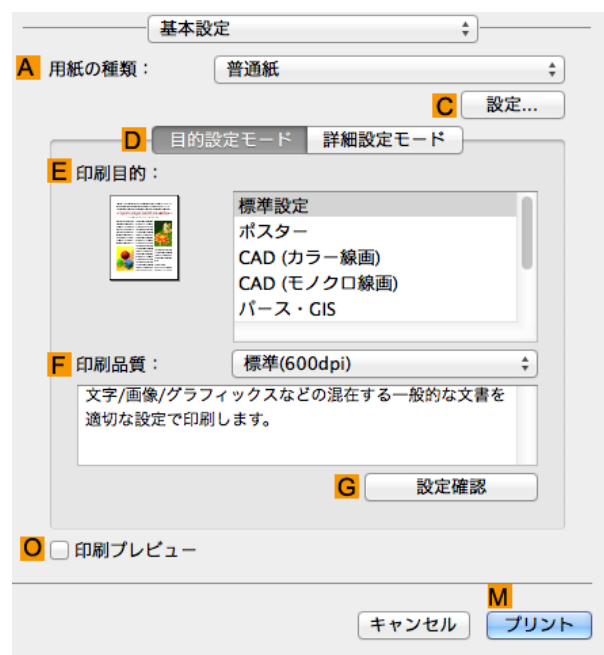 基本設定
A 用紙の種類： 普通紙
C 設定...
D 目的設定モード 詳細設定モード
E 印刷目的：
標準設定
ポスター
CAD (カラー線画)
CAD (モノクロ線画)
パース・GIS
F 印刷品質： 標準(600dpi)
文字/画像/グラフィックスなどの混在する一般的な文書を
適切な設定で印刷します。
G 設定確認
O 印刷プレビュー
M
キャンセル プリント